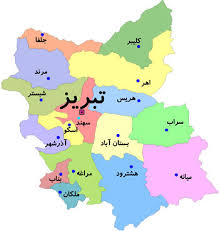 جلفا
کلیبر
مرند
اهر
شبستر
تبریز
هریس
سهند
اسکو
سراب
آذرشهر
بستان آباد
میانه
هشترود
مراغه
بناب
ملکان